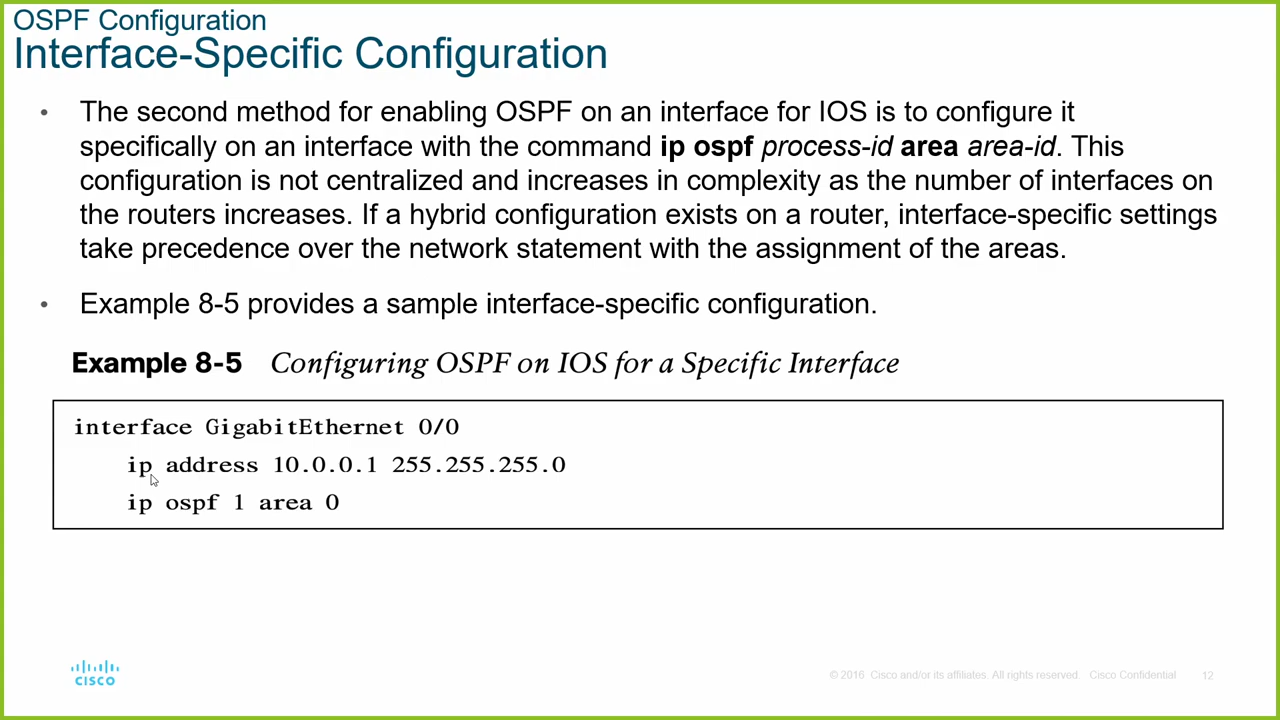 OSPF Configuration
Interface-Specific Configuration
• The second method for enabling OSPF on an interface for IOS is to configure it
specifically on an interface with the command ip ospf process-id area area-id. This
configuration is not centralized and increases in complexity as the number of interfaces on
the routers increases. If a hybrid configuration exists on a router, interface-specific settings
take precedence over the network statement with the assignment of the areas.
• Example 8-5 provides a sample interface-specific configuration.
Example 8-5 Configuring OSPF on IOS for a Specific Interface
interface GigabitEthernet 0/0
ip address 10.0.0.1 255.255.255.0
ip ospf 1 area 0
CISCO
© 2016 Cisco and/or its affiliates. All rights reserved. Cisco Confidential 12